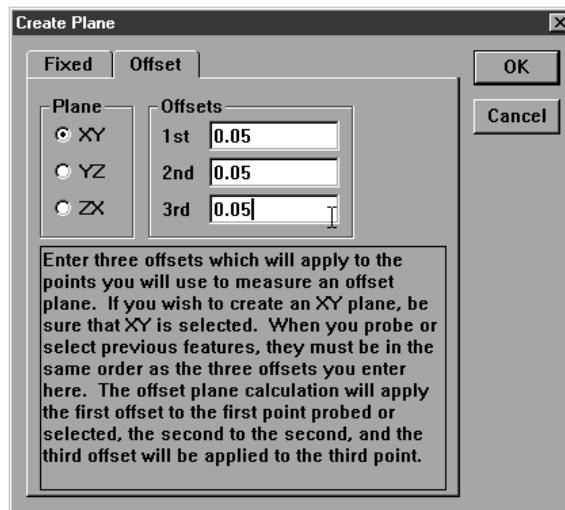 Create Plane
Fixed Offset
OK
Cancel
Plane
XY
YZ
ZX
Offsets
1st 0.05
2nd 0.05
3rd 0.05
Enter three offsets which will apply to the
points you will use to measure an offset
plane. If you wish to create an XY plane, be
sure that XY is selected. When you probe or
select previous features, they must be in the
same order as the three offsets you enter
here. The offset plane calculation will apply
the first offset to the first point probed or
selected, the second to the second, and the
third offset will be applied to the third point.